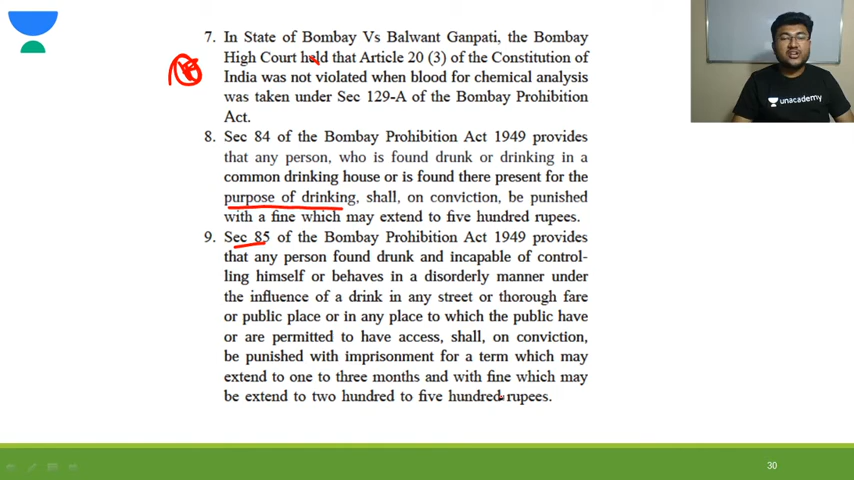 7. In State of Bombay Vs Balwant Ganpati, the Bombay
High Court held that Article 20 (3) of the Constitution of
India was not violated when blood for chemical analysis
was taken under Sec 129-A of the Bombay Prohibition
Act.
8. Sec 84 of the Bombay Prohibition Act 1949 provides
that any person, who is found drunk or drinking in a
common drinking house or is found there present for the
purpose of drinking, shall, on conviction, be punished
with a fine which may extend to five hundred rupees.
9. Sec 85 of the Bombay Prohibition Act 1949 provides
that any person found drunk and incapable of control-
ling himself or behaves in a disorderly manner under
the influence of a drink in any street or thorough fare
or public place or in any place to which the public have
or are permitted to have access, shall, on conviction,
be punished with imprisonment for a term which may
extend to one to three months and with fine which may
be extend to two hundred to five hundred rupees.
unacademy
30